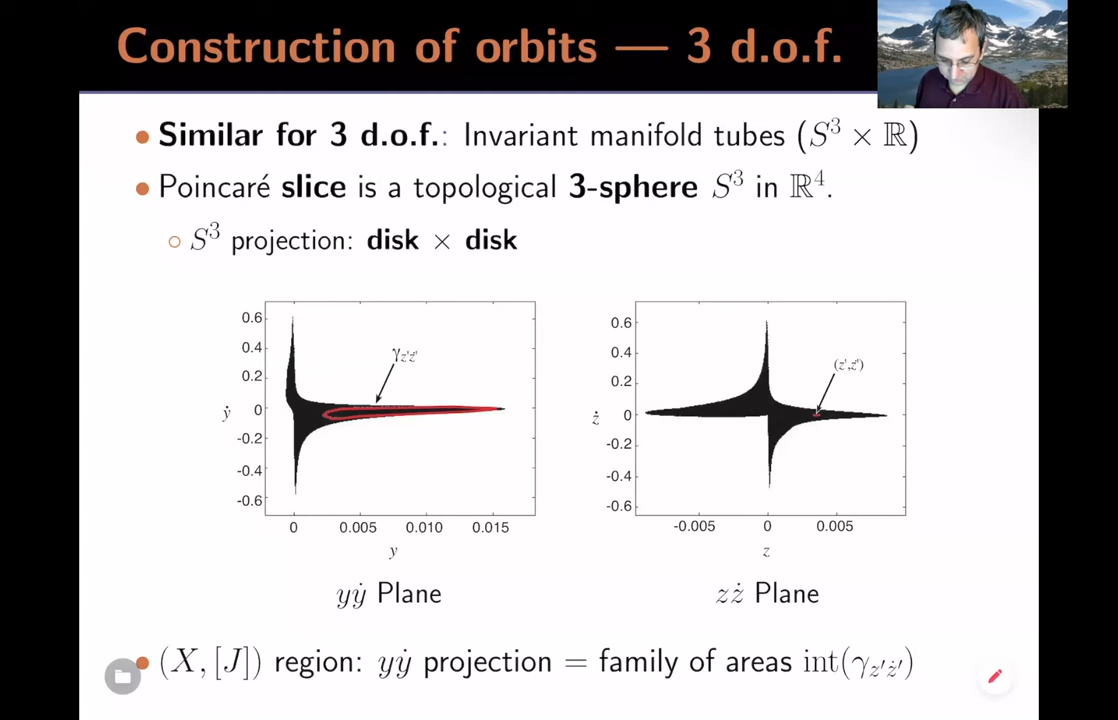 Construction of orbits — 3 d.o.f.
• Similar for 3 d.o.f.: Invariant manifold tubes (S³ × ℝ)
• Poincaré slice is a topological 3-sphere S³ in ℝ⁴.
○ S³ projection: disk × disk
0.6
0.4
0.2
0
-0.2
-0.4
-0.6
ẏ
γz'ż'
0 0.005 0.010 0.015
y
yẏ Plane
0.6
0.4
0.2
0
-0.2
-0.4
-0.6
ż
(z',ż')
-0.005 0 0.005
z
zż Plane
• (X, [J]) region: yẏ projection = family of areas int(γz'ż')